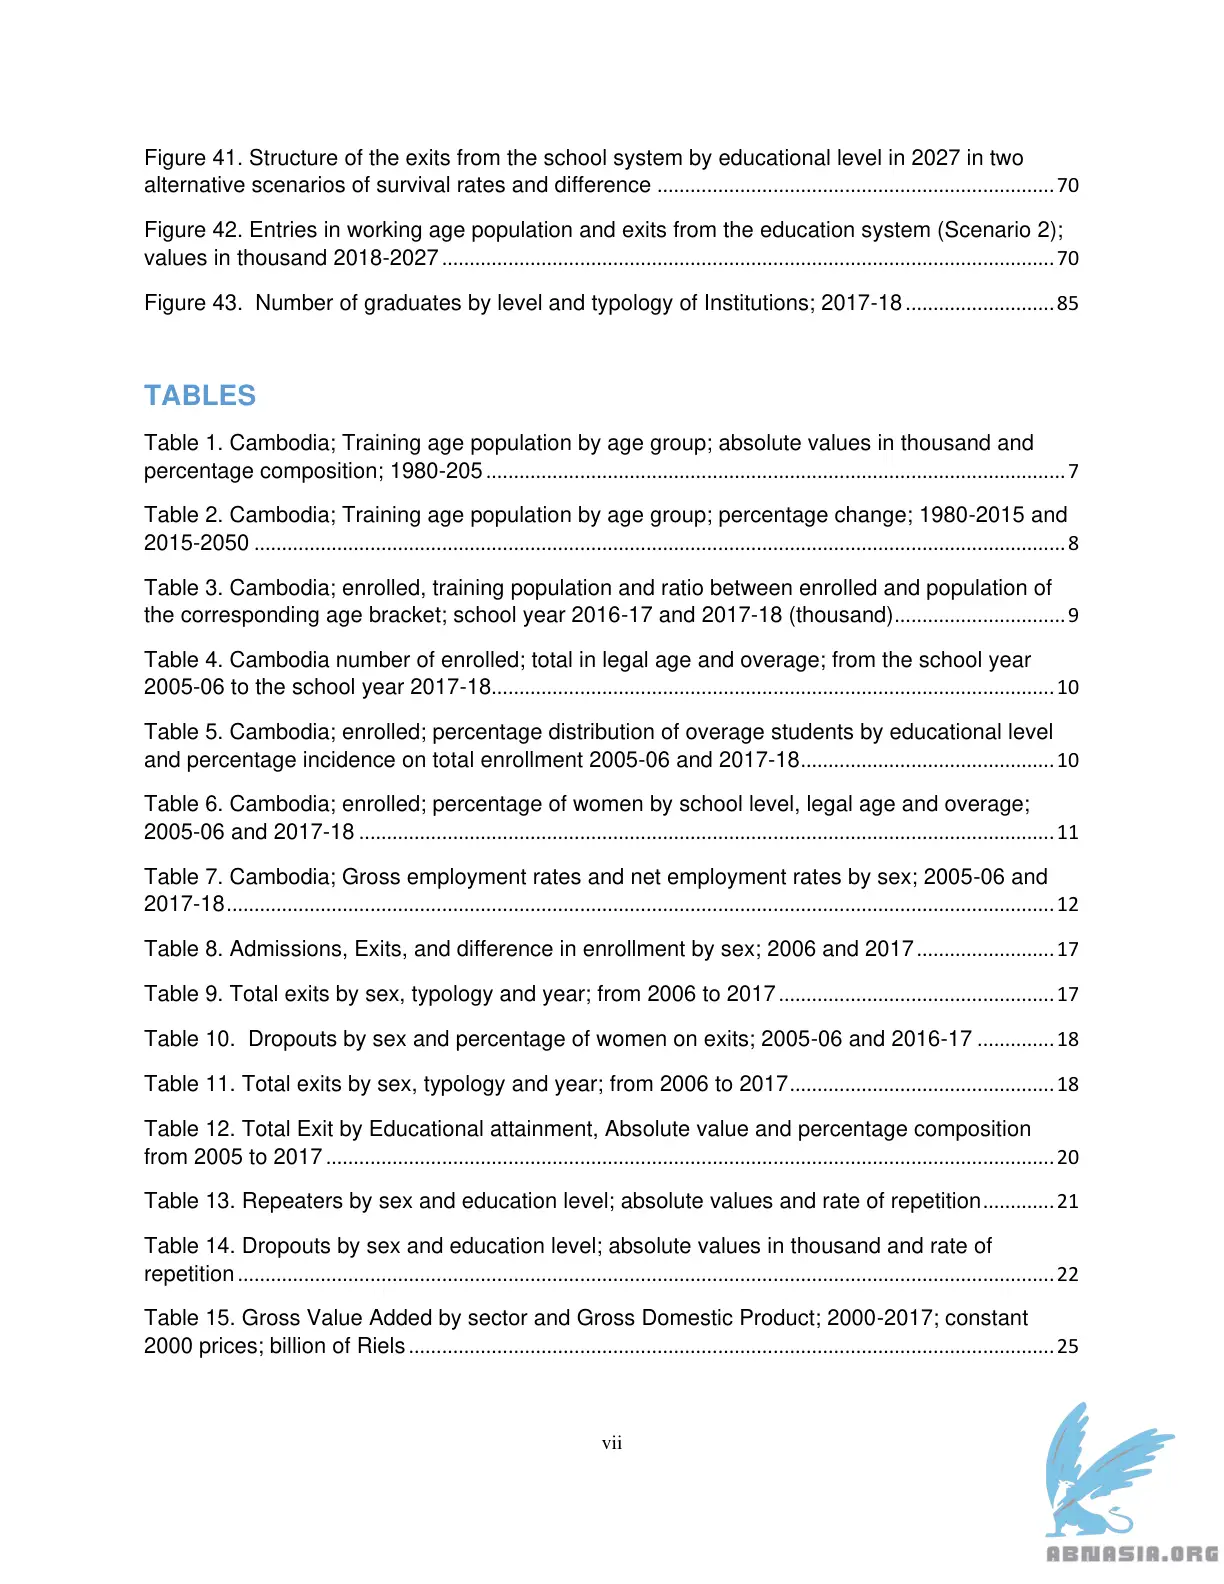 Figure 41. Structure of the exits from the school system by educational level in 2027 in two
alternative scenarios of survival rates and difference ........................................................................ 70
Figure 42. Entries in working age population and exits from the education system (Scenario 2);
values in thousand 2018-2027 ............................................................................................................... 70
Figure 43.  Number of graduates by level and typology of Institutions; 2017-18 ........................... 85
TABLES
Table 1. Cambodia; Training age population by age group; absolute values in thousand and
percentage composition; 1980-205 ......................................................................................................... 7
Table 2. Cambodia; Training age population by age group; percentage change; 1980-2015 and
2015-2050 ................................................................................................................................................... 8
Table 3. Cambodia; enrolled, training population and ratio between enrolled and population of
the corresponding age bracket; school year 2016-17 and 2017-18 (thousand)............................... 9
Table 4. Cambodia number of enrolled; total in legal age and overage; from the school year
2005-06 to the school year 2017-18...................................................................................................... 10
Table 5. Cambodia; enrolled; percentage distribution of overage students by educational level
and percentage incidence on total enrollment 2005-06 and 2017-18.............................................. 10
Table 6. Cambodia; enrolled; percentage of women by school level, legal age and overage;
2005-06 and 2017-18 .............................................................................................................................. 11
Table 7. Cambodia; Gross employment rates and net employment rates by sex; 2005-06 and
2017-18...................................................................................................................................................... 12
Table 8. Admissions, Exits, and difference in enrollment by sex; 2006 and 2017 ......................... 17
Table 9. Total exits by sex, typology and year; from 2006 to 2017 .................................................. 17
Table 10.  Dropouts by sex and percentage of women on exits; 2005-06 and 2016-17 .............. 18
Table 11. Total exits by sex, typology and year; from 2006 to 2017................................................ 18
Table 12. Total Exit by Educational attainment, Absolute value and percentage composition
from 2005 to 2017 .................................................................................................................................... 20
Table 13. Repeaters by sex and education level; absolute values and rate of repetition............. 21
Table 14. Dropouts by sex and education level; absolute values in thousand and rate of
repetition .................................................................................................................................................... 22
Table 15. Gross Value Added by sector and Gross Domestic Product; 2000-2017; constant
2000 prices; billion of Riels ..................................................................................................................... 25
vii
ABNASIA.ORG